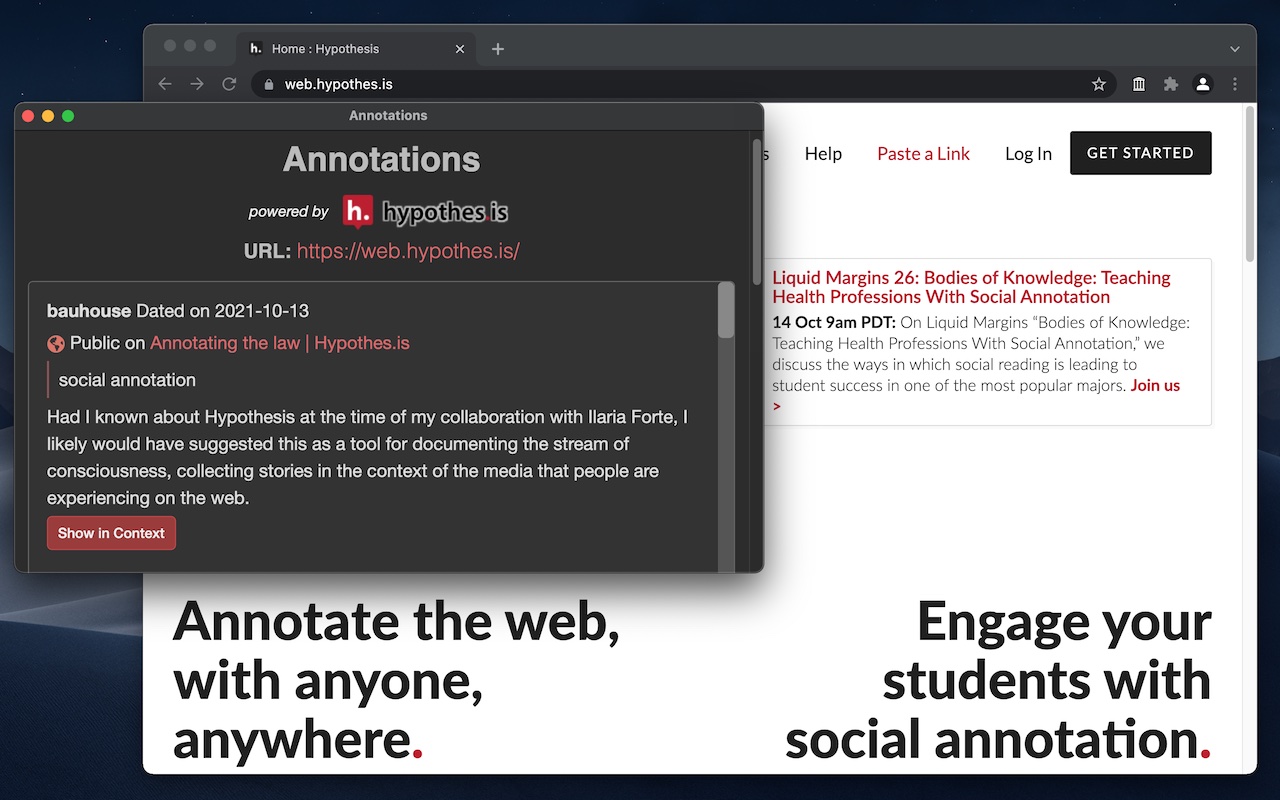 Home : Hypothesis
web.hypothes.is
Annotations
Annotations
powered by h. hypothes.is
URL: https://web.hypothes.is/
bauhouse Dated on 2021-10-13
Public on Annotating the law | Hypothes.is
social annotation
Had I known about Hypothesis at the time of my collaboration with Ilaria Forte, I
likely would have suggested this as a tool for documenting the stream of
consciousness, collecting stories in the context of the media that people are
experiencing on the web.
Show in Context
Help
Paste a Link
Log In
GET STARTED
Liquid Margins 26: Bodies of Knowledge: Teaching
Health Professions With Social Annotation
14 Oct 9am PDT: On Liquid Margins “Bodies of Knowledge:
Teaching Health Professions With Social Annotation,” we
discuss the ways in which social reading is leading to
student success in one of the most popular majors. Join us
>
Annotate the web,
with anyone,
anywhere.
Engage your
students with
social annotation.